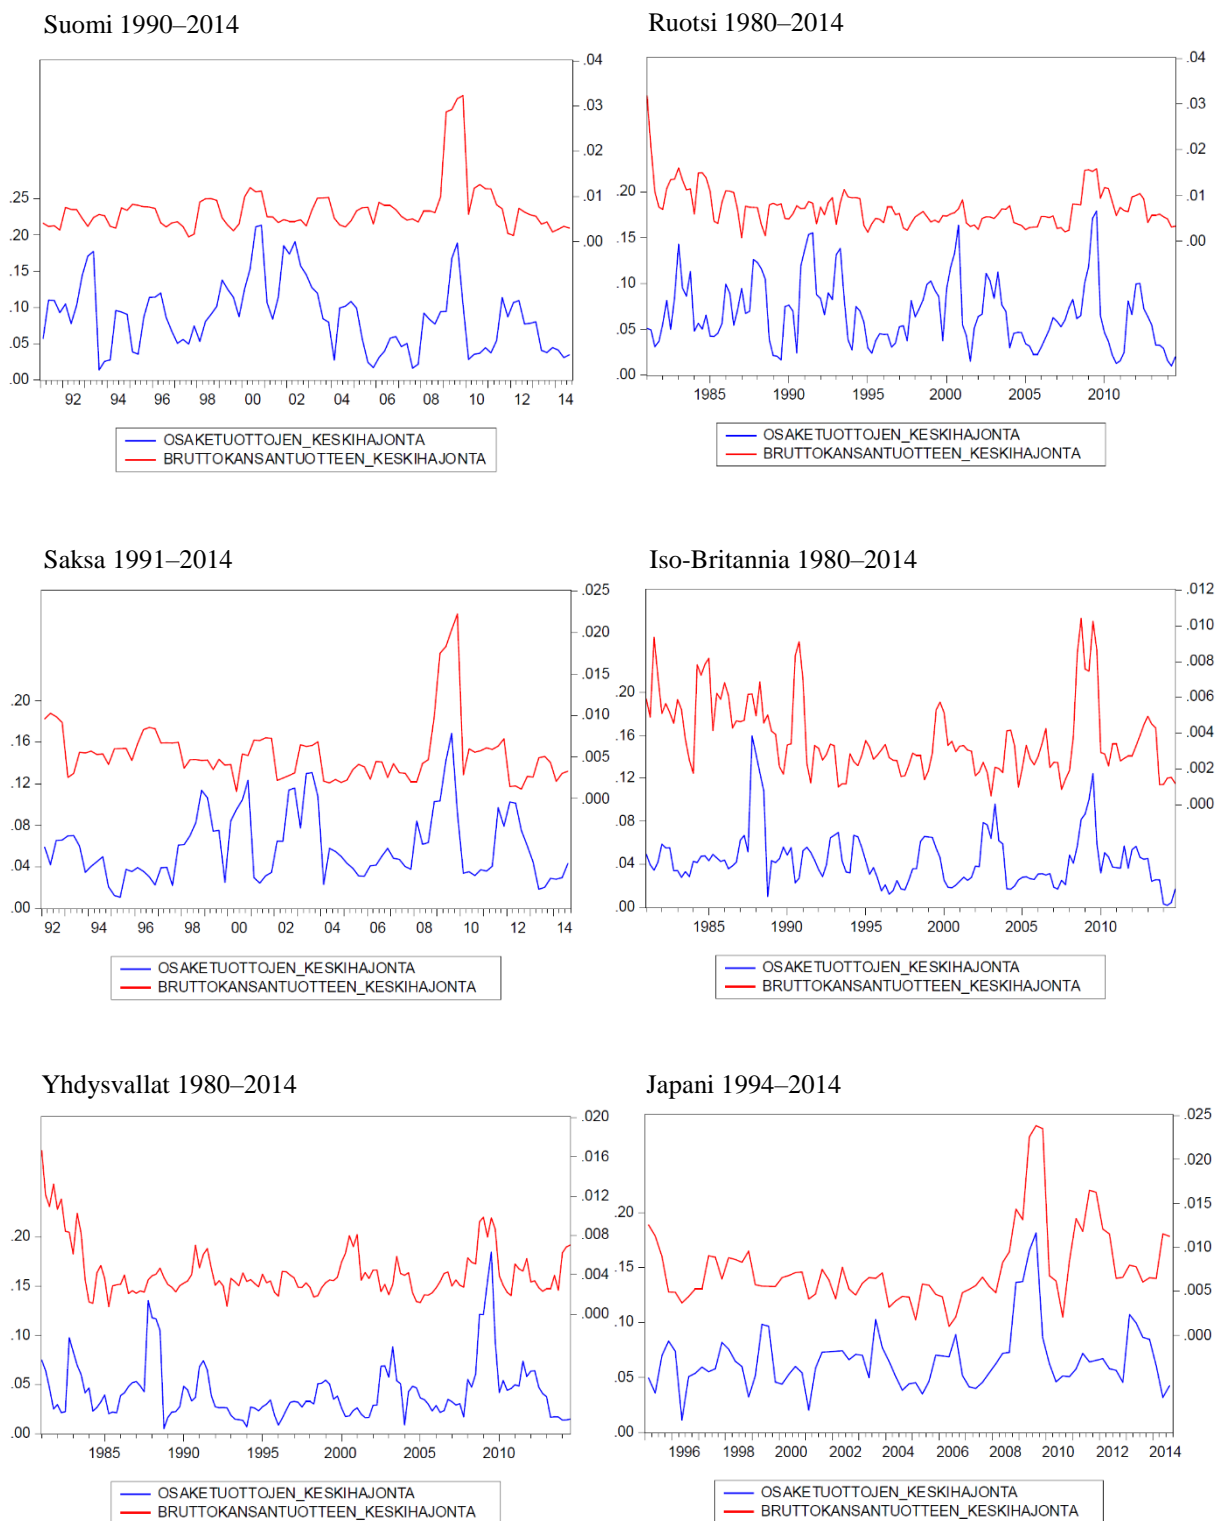 Suomi 1990–2014
.04
.03
.02
.01
.00
.25
.20
.15
.10
.05
.00
92 94 96 98 00 02 04 06 08 10 12 14
OSAKETUOTTOJEN_KESKIHAJONTA
BRUTTOKANSANTUOTTEEN_KESKIHAJONTA
Ruotsi 1980–2014
.04
.03
.02
.01
.00
.20
.15
.10
.05
.00
1985 1990 1995 2000 2005 2010
OSAKETUOTTOJEN_KESKIHAJONTA
BRUTTOKANSANTUOTTEEN_KESKIHAJONTA
Saksa 1991–2014
.025
.020
.015
.010
.005
.000
.20
.16
.12
.08
.04
.00
92 94 96 98 00 02 04 06 08 10 12 14
OSAKETUOTTOJEN_KESKIHAJONTA
BRUTTOKANSANTUOTTEEN_KESKIHAJONTA
Iso-Britannia 1980–2014
.012
.010
.008
.006
.004
.002
.000
.20
.16
.12
.08
.04
.00
1985 1990 1995 2000 2005 2010
OSAKETUOTTOJEN_KESKIHAJONTA
BRUTTOKANSANTUOTTEEN_KESKIHAJONTA
Yhdysvallat 1980–2014
.020
.016
.012
.008
.004
.000
.20
.15
.10
.05
.00
1985 1990 1995 2000 2005 2010
OSAKETUOTTOJEN_KESKIHAJONTA
BRUTTOKANSANTUOTTEEN_KESKIHAJONTA
Japani 1994–2014
.025
.020
.015
.010
.005
.000
.20
.15
.10
.05
.00
1996 1998 2000 2002 2004 2006 2008 2010 2012 2014
OSAKETUOTTOJEN_KESKIHAJONTA
BRUTTOKANSANTUOTTEEN_KESKIHAJONTA